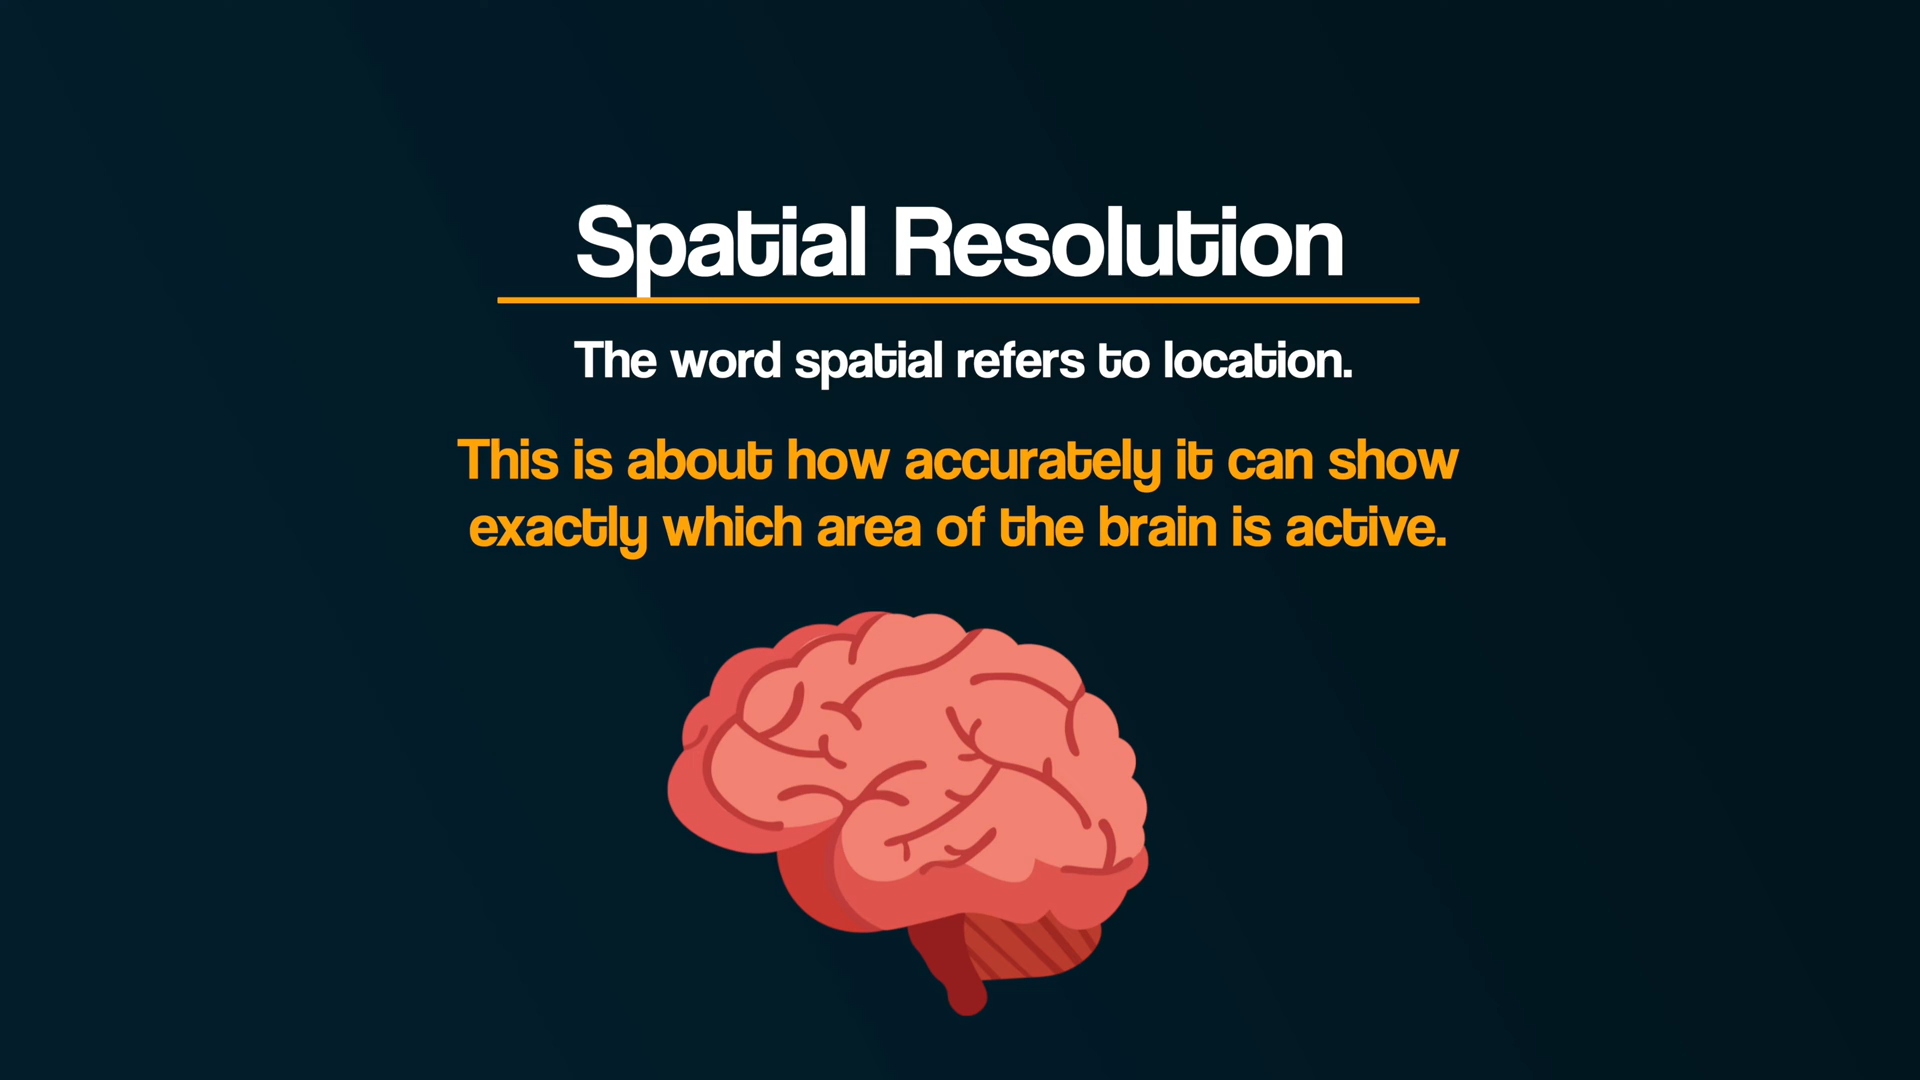 Spatial Resolution
The word spatial refers to location.
This is about how accurately it can show
exactly which area of the brain is active.